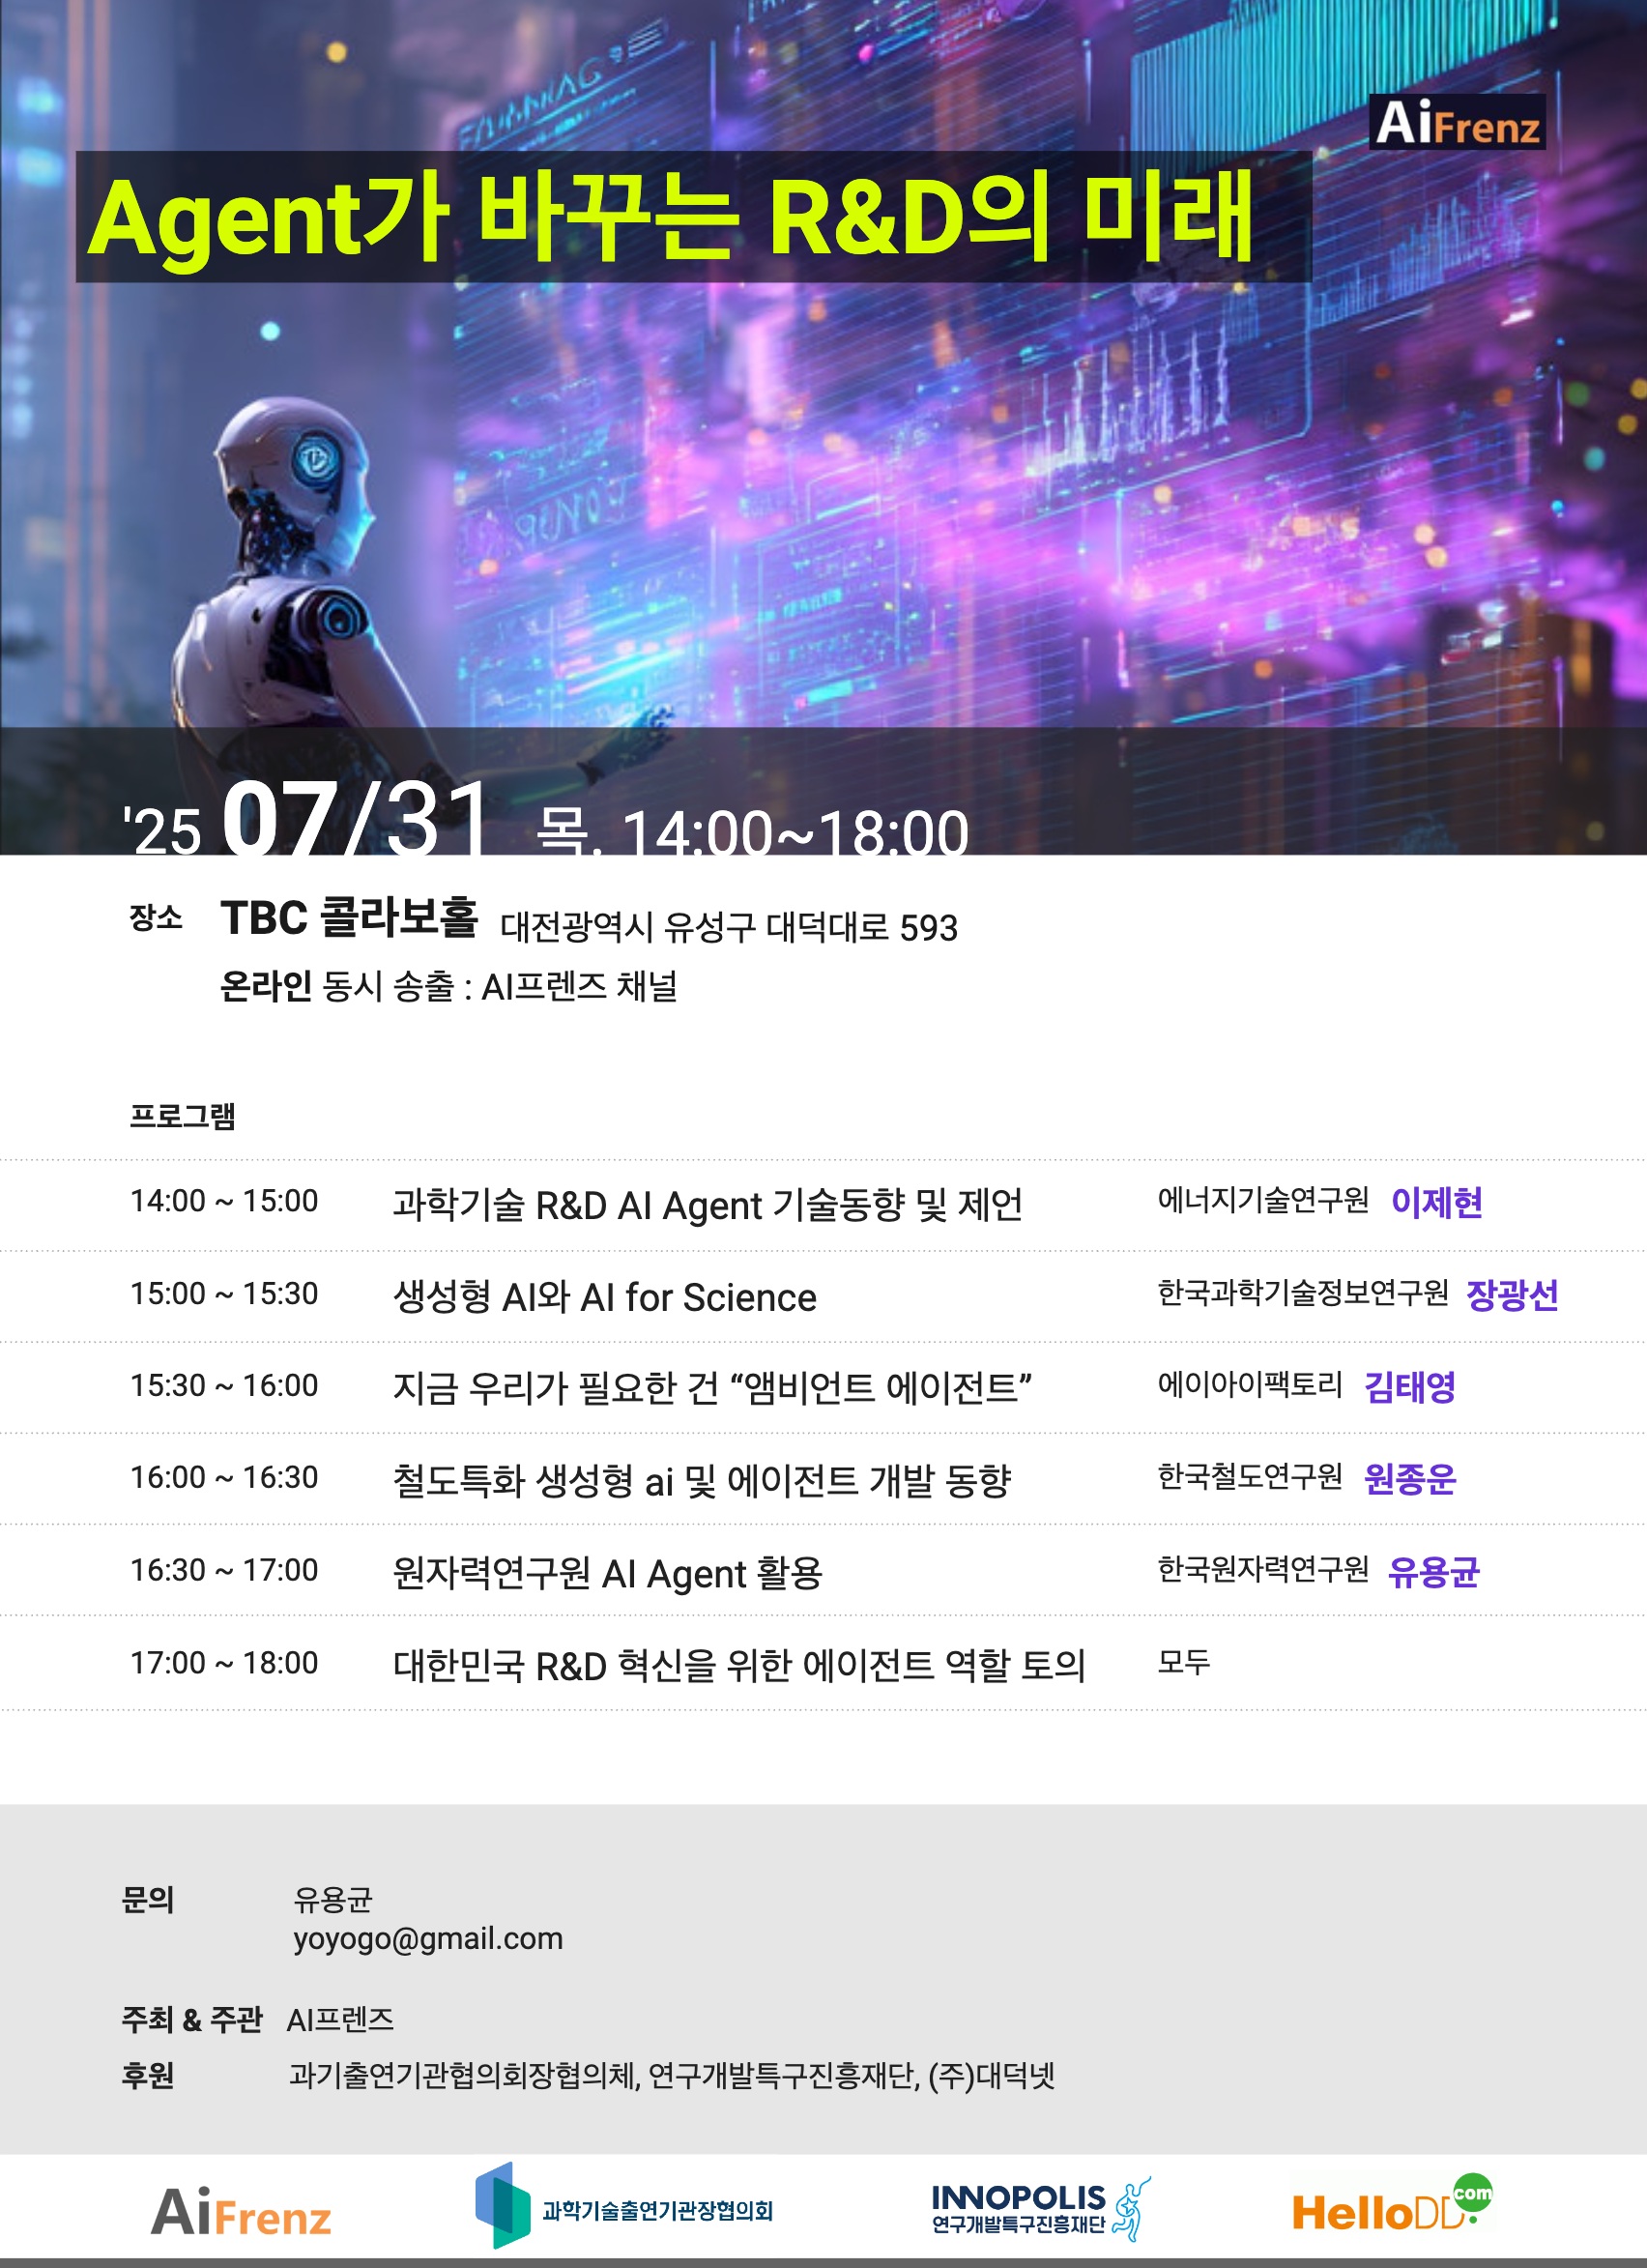 AiFrenz
Agent가 바꾸는 R&D의 미래
'25 07/31 목. 14:00~18:00
장소 TBC 콜라보홀 대전광역시 유성구 대덕대로 593
온라인 동시 송출 : AI프렌즈 채널
프로그램
14:00 ~ 15:00 과학기술 R&D AI Agent 기술동향 및 제언 에너지기술연구원 이제현
15:00 ~ 15:30 생성형 AI와 AI for Science 한국과학기술정보연구원 장광선
15:30 ~ 16:00 지금 우리가 필요한 건 “앰비언트 에이전트” 에이아이팩토리 김태영
16:00 ~ 16:30 철도특화 생성형 ai 및 에이전트 개발 동향 한국철도연구원 원종운
16:30 ~ 17:00 원자력연구원 AI Agent 활용 한국원자력연구원 유용균
17:00 ~ 18:00 대한민국 R&D 혁신을 위한 에이전트 역할 토의 모두
문의 유용균
yoyogo@gmail.com
주최 & 주관 AI프렌즈
후원 과기출연기관협의회장협의체, 연구개발특구진흥재단, (주)대덕넷
AiFrenz 과학기술출연기관장협의회 INNOPOLIS 연구개발특구진흥재단 HelloDD.com